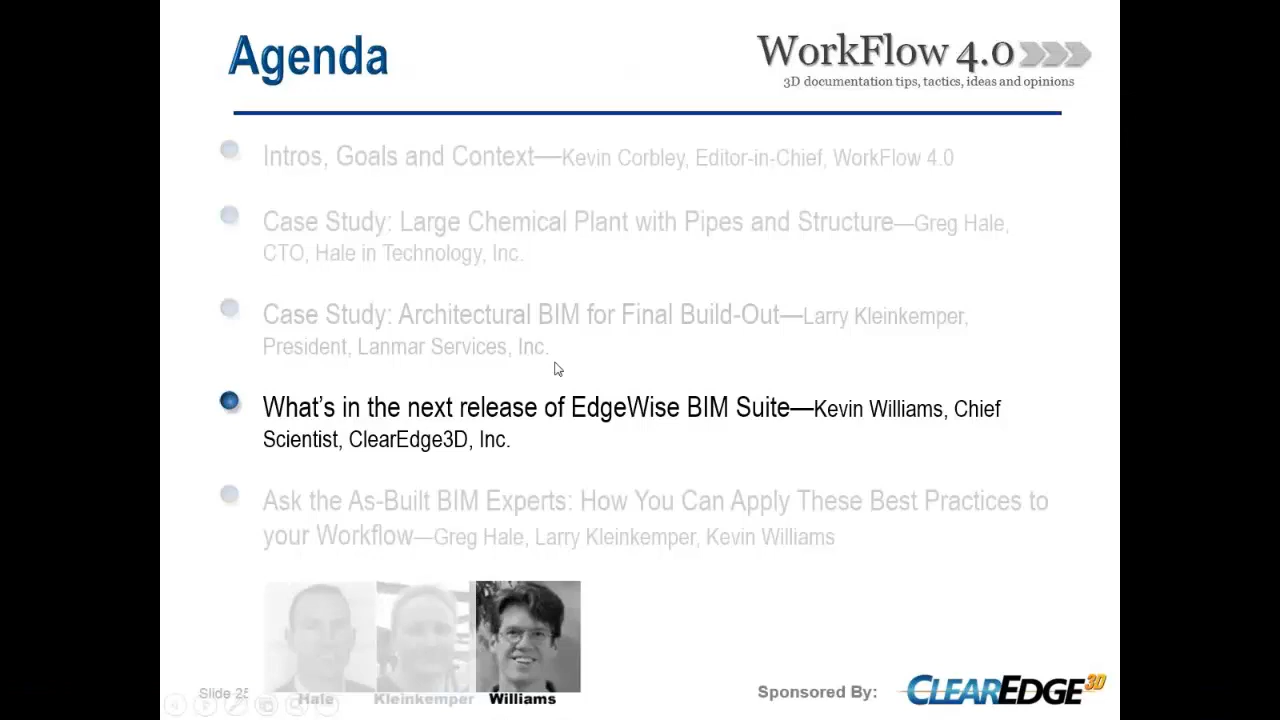 Agenda
WorkFlow 4.0
3D documentation tips, tactics, ideas and opinions
Intros, Goals and Context—Kevin Corbley, Editor-in-Chief, WorkFlow 4.0
Case Study: Large Chemical Plant with Pipes and Structure—Greg Hale,
CTO, Hale in Technology, Inc.
Case Study: Architectural BIM for Final Build-Out—Larry Kleinkemper,
President, Lanmar Services, Inc.
What's in the next release of EdgeWise BIM Suite—Kevin Williams, Chief
Scientist, ClearEdge3D, Inc.
Ask the As-Built BIM Experts: How You Can Apply These Best Practices to
your Workflow—Greg Hale, Larry Kleinkemper, Kevin Williams
Hale Kleinkemper Williams
Slide 25
Sponsored By:
CLEAREDGE 3D